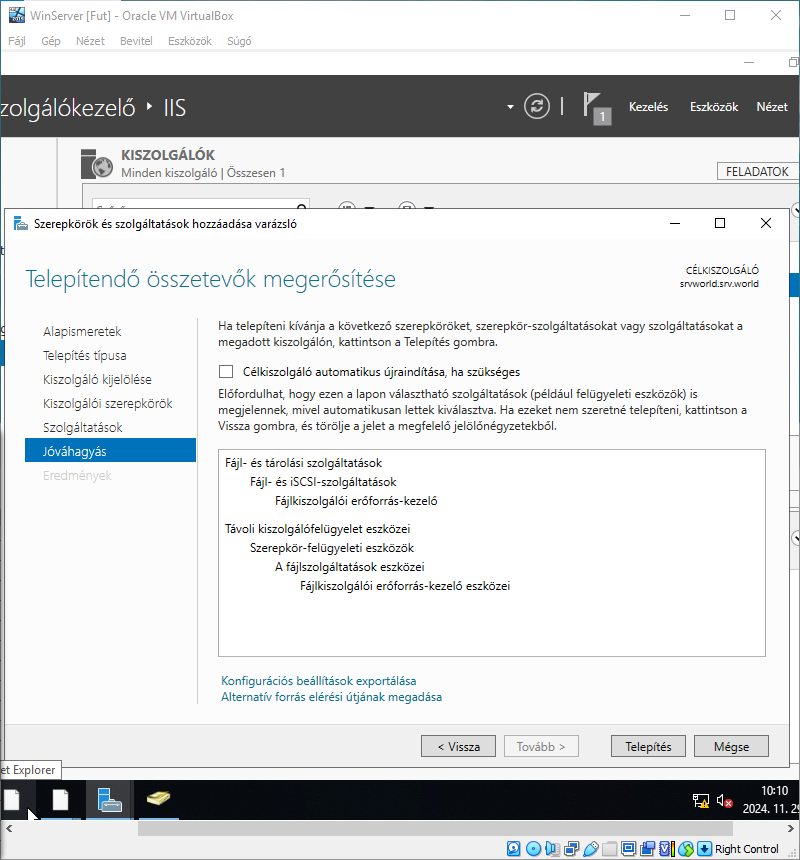 WinServer [Fut] - Oracle VM VirtualBox
Fájl Gép Nézet Bevitel Eszközök Súgó
zolgálókezelő IIS
1 Kezelés Eszközök Nézet
KISZOLGÁLÓK
Minden kiszolgáló | Összesen 1
FELADATOK
Szerepkörök és szolgáltatások hozzáadása varázsló
Telepítendő összetevők megerősítése
CÉLKISZOLGÁLÓ
srvworld.srv.world
Alapismeretek
Telepítés típusa
Kiszolgáló kijelölése
Kiszolgálói szerepkörök
Szolgáltatások
Jóváhagyás
Eredmények
Ha telepíteni kívánja a következő szerepköröket, szerepkör-szolgáltatásokat vagy szolgáltatásokat a
megadott kiszolgálón, kattintson a Telepítés gombra.
Célkiszolgáló automatikus újraindítása, ha szükséges
Előfordulhat, hogy ezen a lapon választható szolgáltatások (például felügyeleti eszközök) is
megjelennek, mivel automatikusan lettek kiválasztva. Ha ezeket nem szeretné telepíteni, kattintson a
Vissza gombra, és törölje a jelet a megfelelő jelölőnégyzetekből.
Fájl- és tárolási szolgáltatások
Fájl- és iSCSI-szolgáltatások
Fájlkiszolgálói erőforrás-kezelő
Távoli kiszolgálófelügyelet eszközei
Szerepkör-felügyeleti eszközök
A fájlszolgáltatások eszközei
Fájlkiszolgálói erőforrás-kezelő eszközei
Konfigurációs beállítások exportálása
Alternatív forrás elérési útjának megadása
< Vissza Tovább > Telepítés Mégse
et Explorer
10:10
2024. 11. 29
Right Control